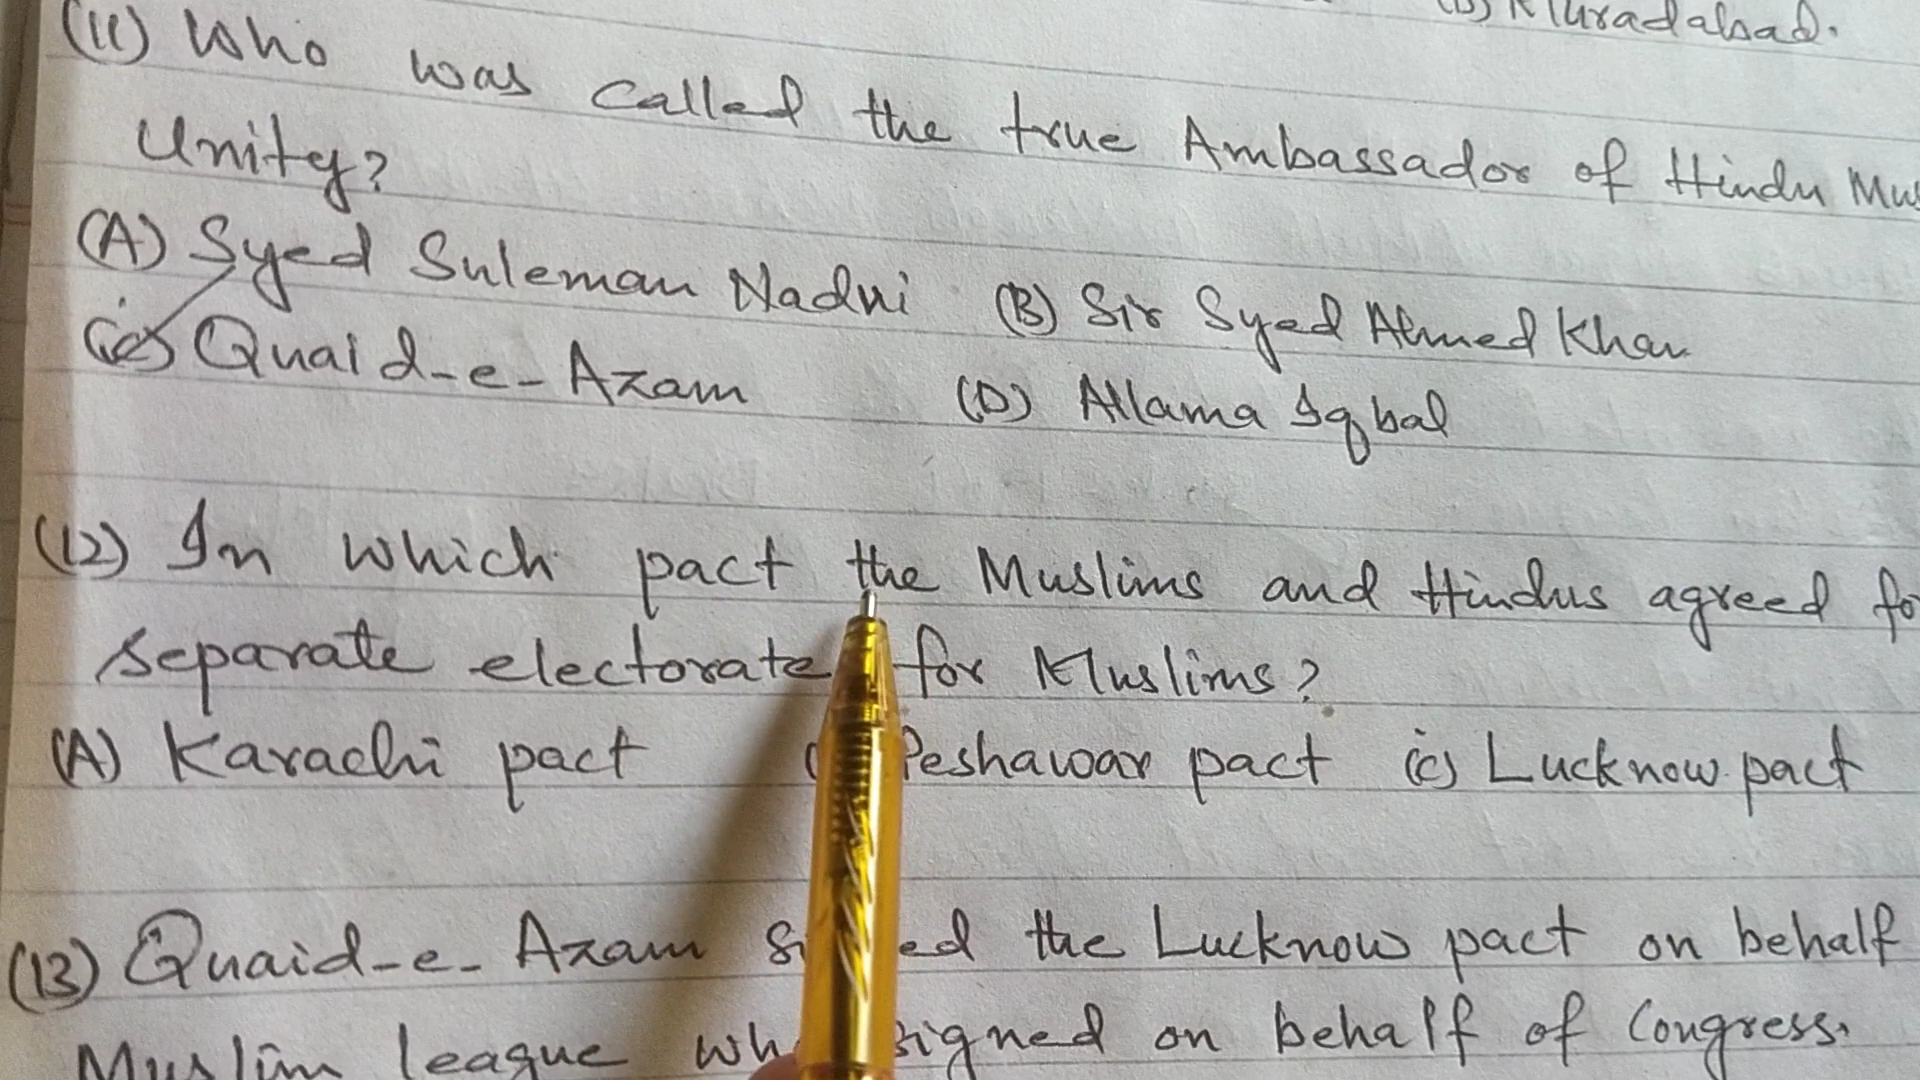 (B) Muradabad.
(11) Who was called the true Ambassador of Hindu Mus
Unity?
(A) Syed Suleman Nadvi (B) Sir Syed Ahmed Khan
(c) Quaid-e-Azam (D) Allama Iqbal
(12) In which pact the Muslims and Hindus agreed fo
separate electorate for Muslims?
(A) Karachi pact Peshawar pact (c) Lucknow pact
(13) Quaid-e-Azam the Lucknow pact on behalf
Muslim league signed on behalf of Congress.